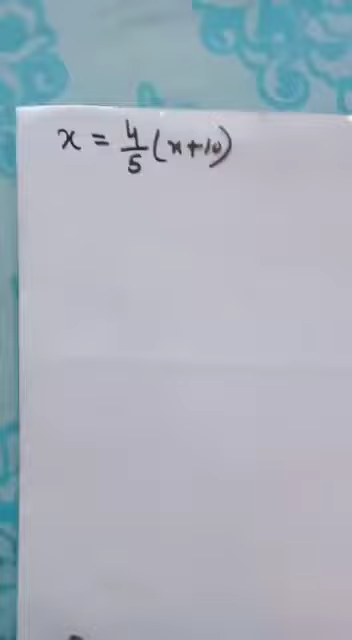 x = 4/5 (x+10)